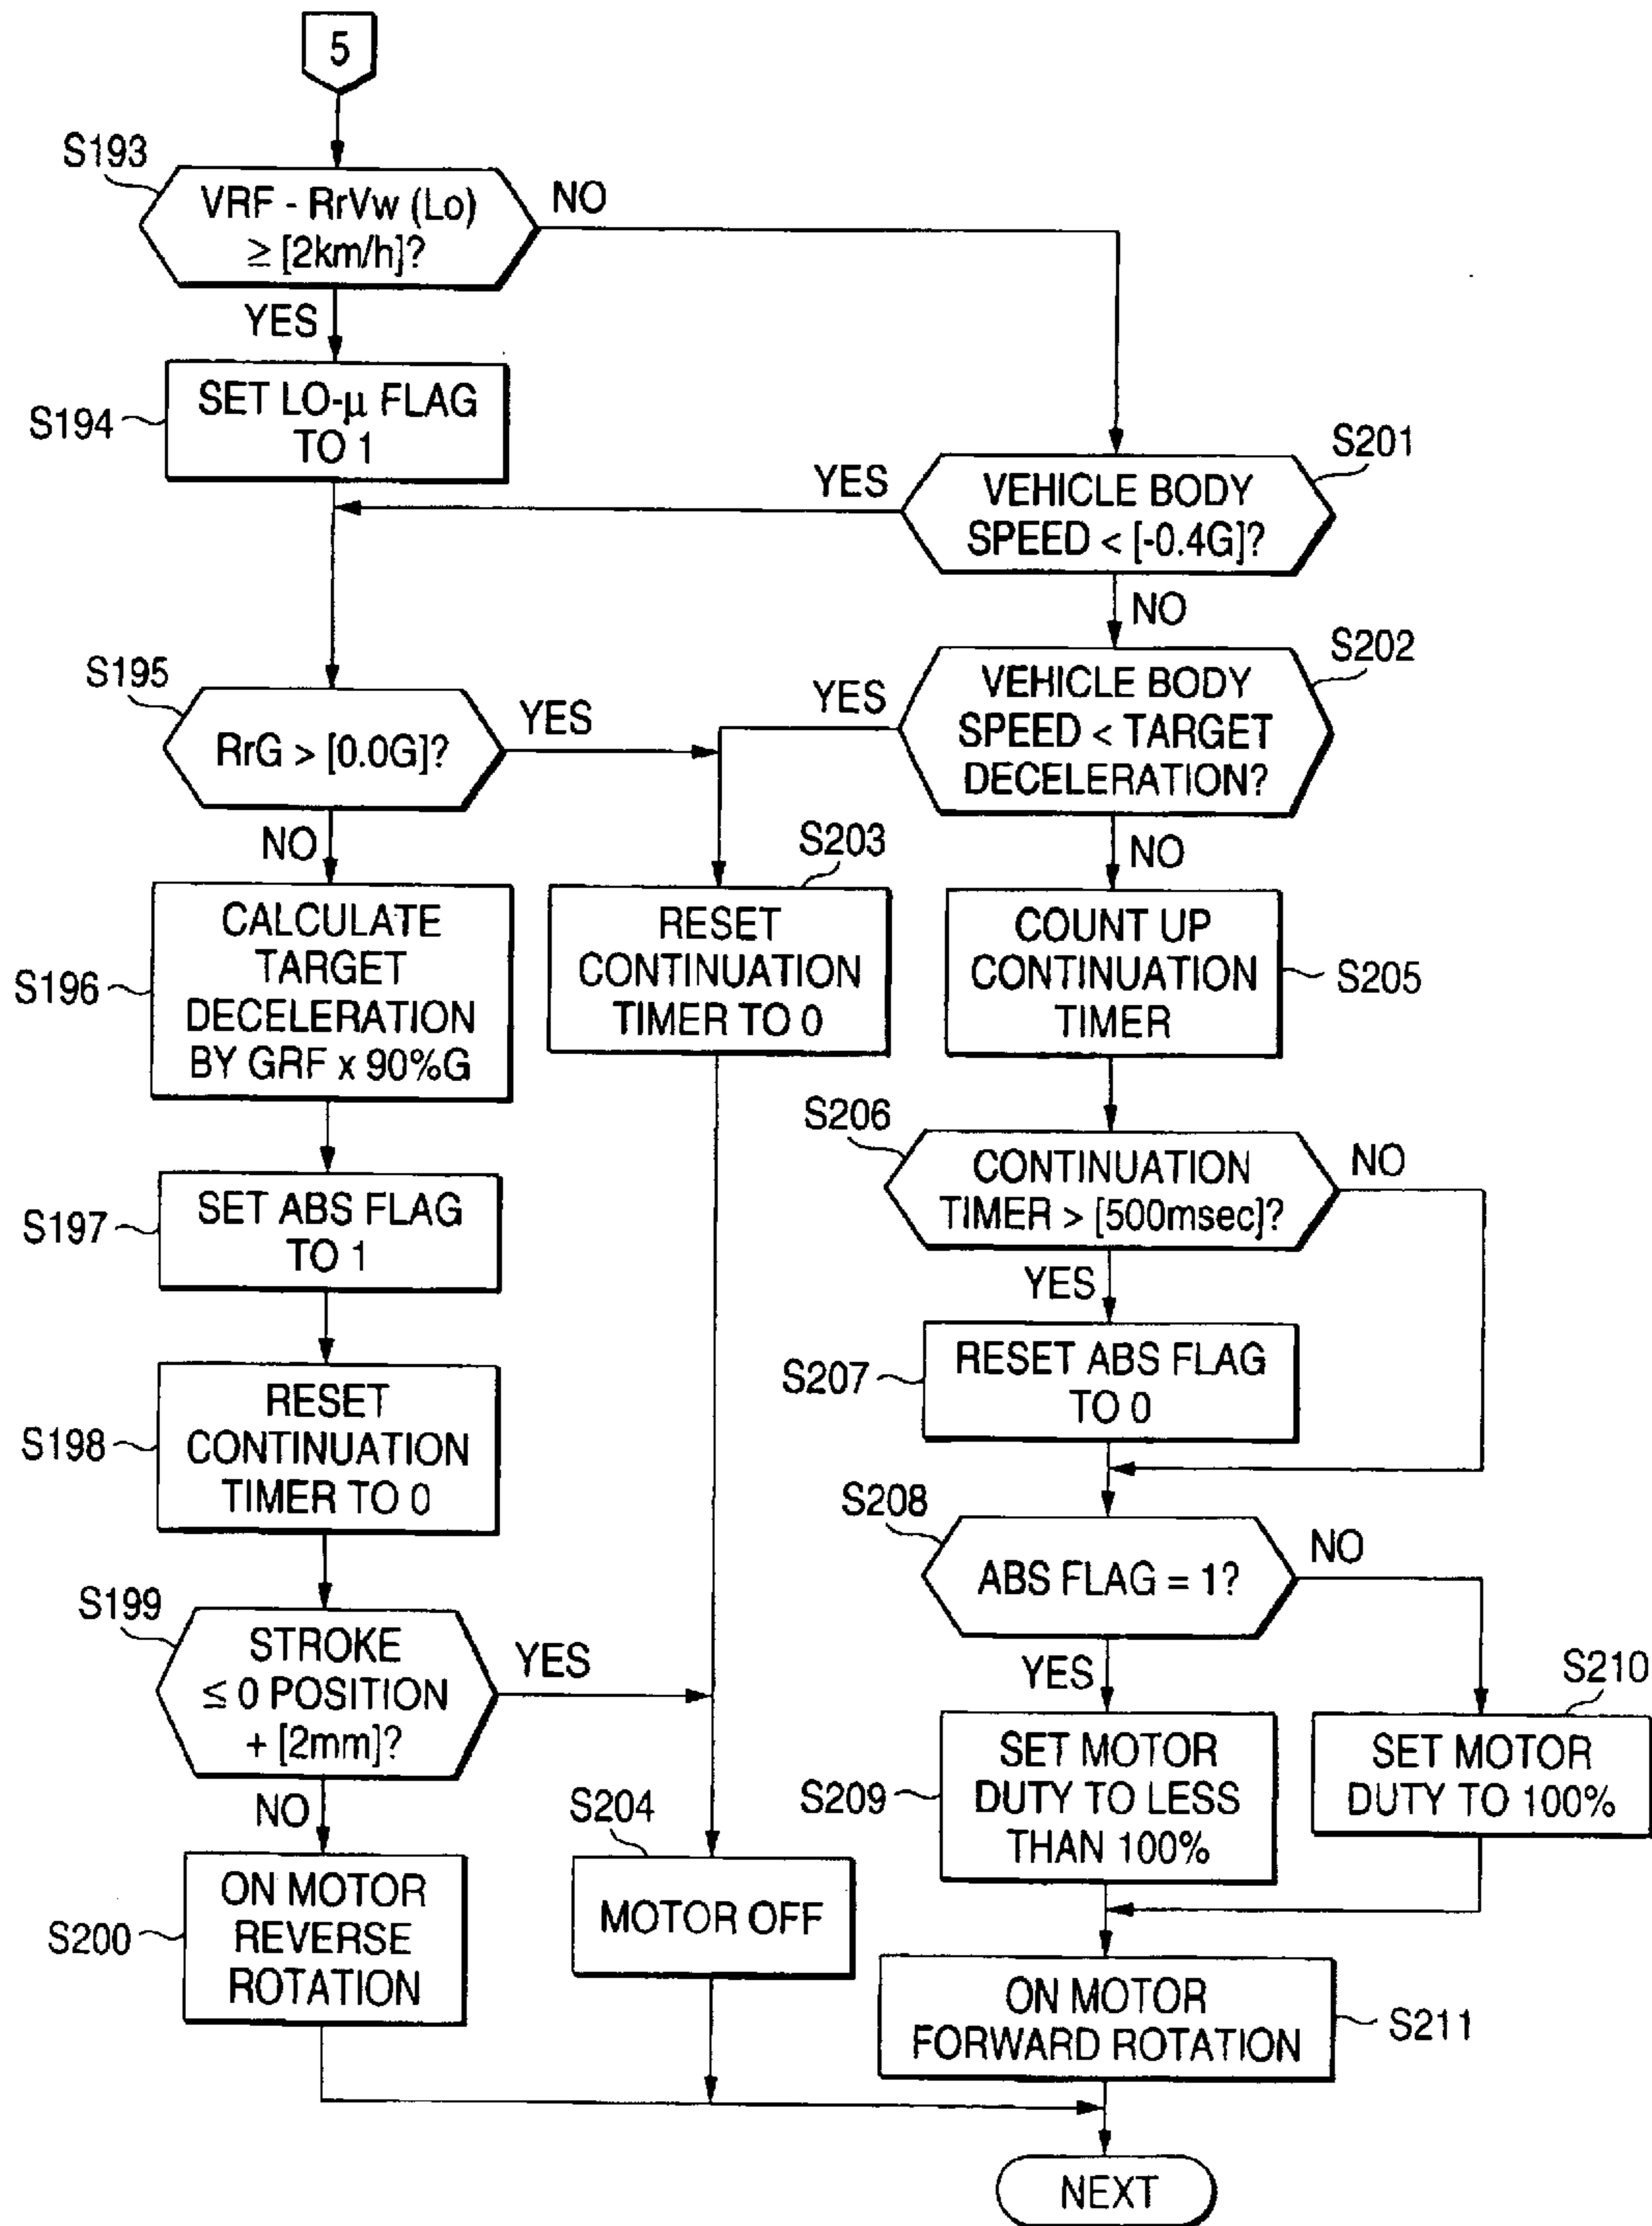 5
S193
VRF - RrVw (Lo)
≥ [2km/h]?
NO
YES
S194
SET LO-μ FLAG
TO 1
S201
YES
VEHICLE BODY
SPEED < [-0.4G]?
NO
S202
YES
VEHICLE BODY
SPEED < TARGET
DECELERATION?
NO
S195
RrG > [0.0G]?
YES
NO
S203
RESET
CONTINUATION
TIMER TO 0
S196
CALCULATE
TARGET
DECELERATION
BY GRF x 90%G
COUNT UP
CONTINUATION
TIMER
S205
S206
CONTINUATION
TIMER > [500msec]?
NO
YES
S197
SET ABS FLAG
TO 1
S207
RESET ABS FLAG
TO 0
S198
RESET
CONTINUATION
TIMER TO 0
S208
ABS FLAG = 1?
NO
YES
S199
STROKE
≤ 0 POSITION
+ [2mm]?
YES
NO
S209
SET MOTOR
DUTY TO LESS
THAN 100%
S210
SET MOTOR
DUTY TO 100%
S204
MOTOR OFF
S200
ON MOTOR
REVERSE
ROTATION
ON MOTOR
FORWARD ROTATION
S211
NEXT